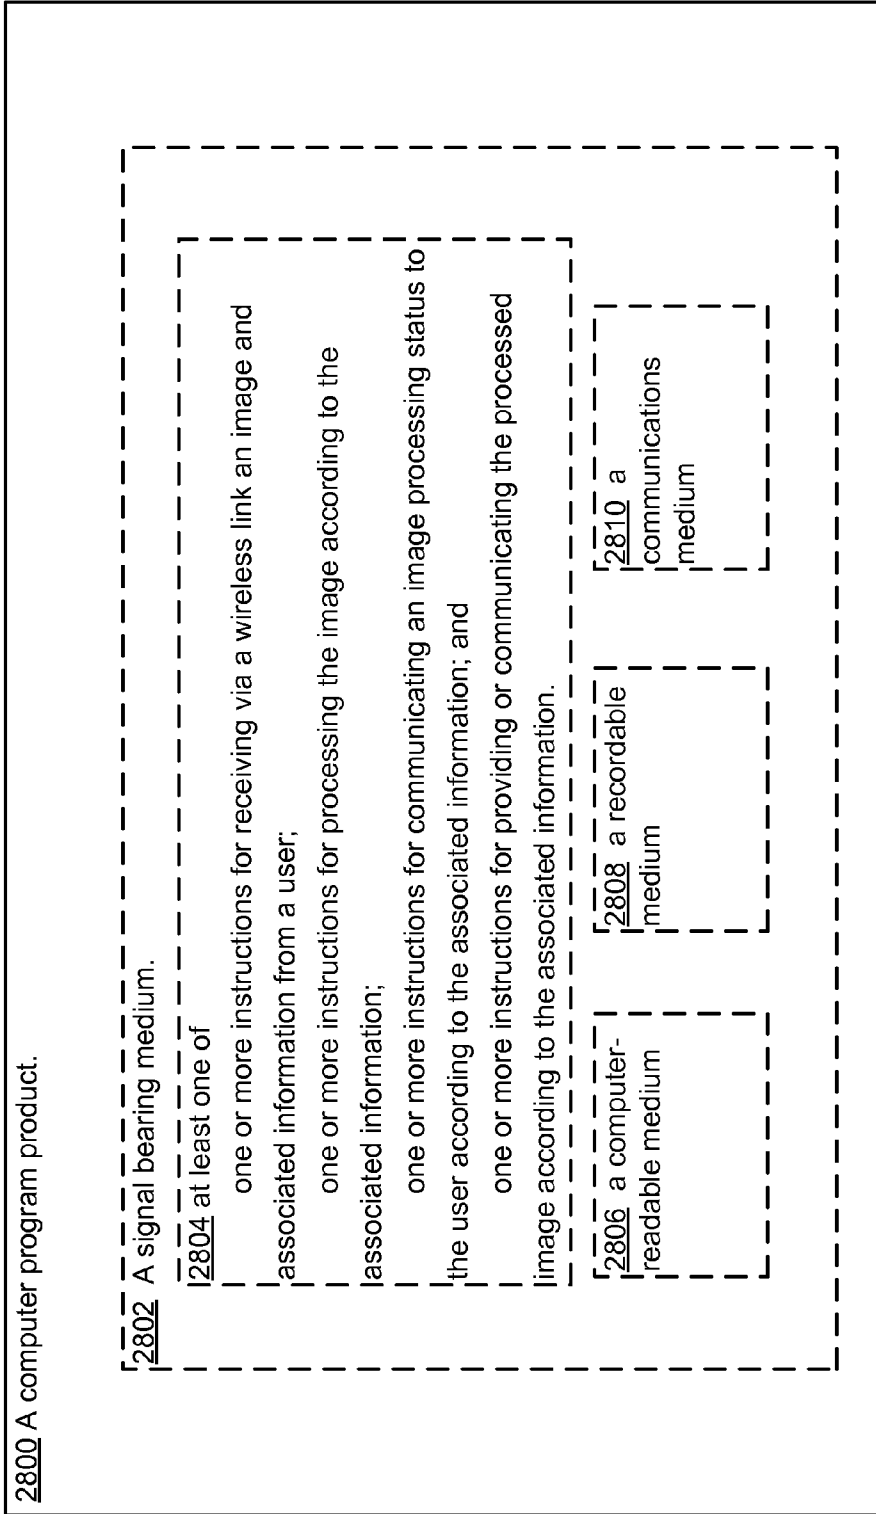 2800 A computer program product.
2802 A signal bearing medium.
2804 at least one of
one or more instructions for receiving via a wireless link an image and
associated information from a user;
one or more instructions for processing the image according to the
associated information;
one or more instructions for communicating an image processing status to
the user according to the associated information; and
one or more instructions for providing or communicating the processed
image according to the associated information.
2806 a computer-
readable medium
2808 a recordable
medium
2810 a
communications
medium